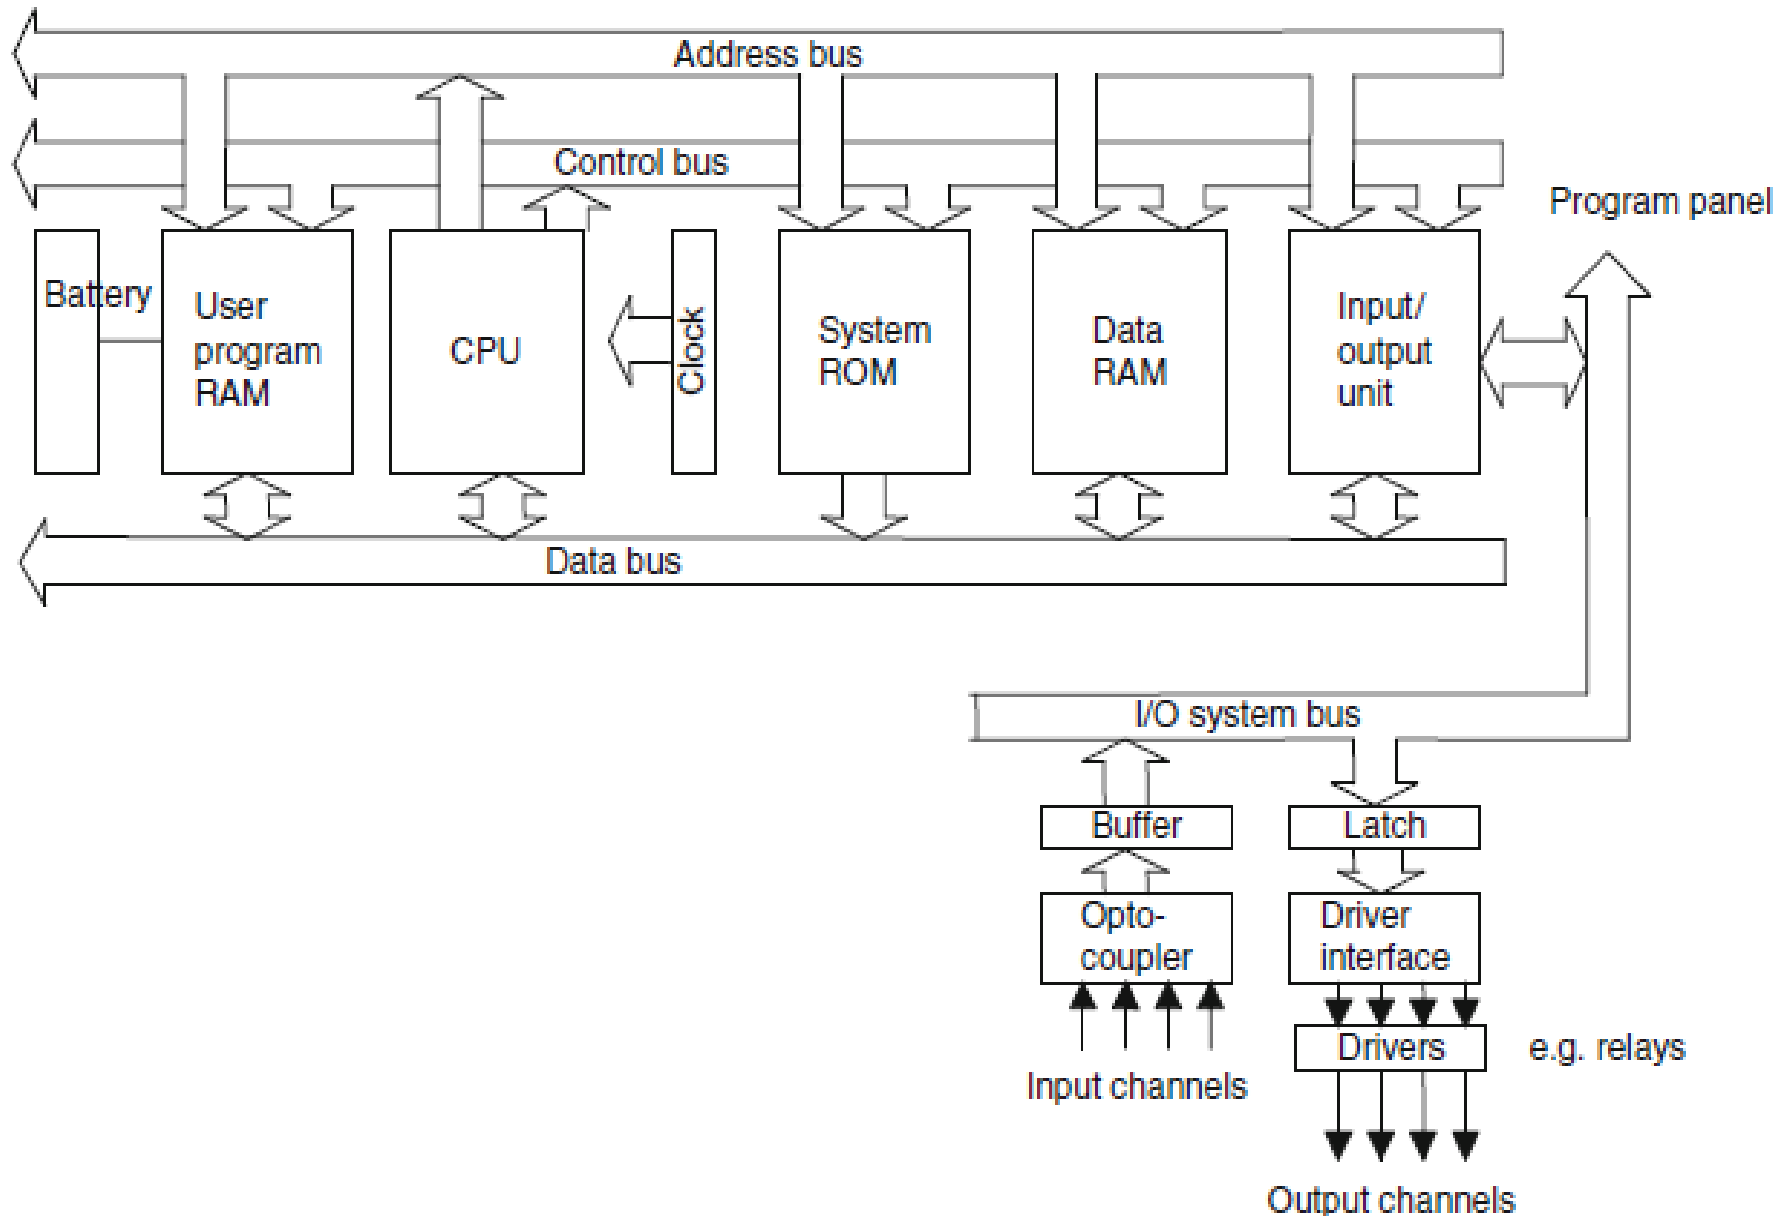 Address bus
Control bus
Program panel
Battery
User
program
RAM
CPU
Clock
System
ROM
Data
RAM
Input/
output
unit
Data bus
I/O system bus
Buffer
Latch
Opto-
coupler
Driver
interface
Drivers
e.g. relays
Input channels
Output channels